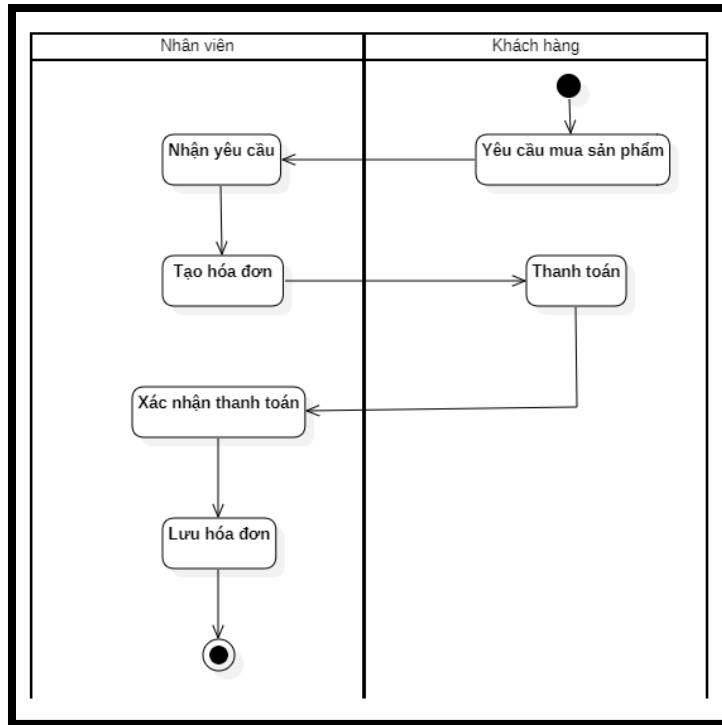 Nhân viên
Khách hàng
Yêu cầu mua sản phẩm
Nhận yêu cầu
Tạo hóa đơn
Thanh toán
Xác nhận thanh toán
Lưu hóa đơn